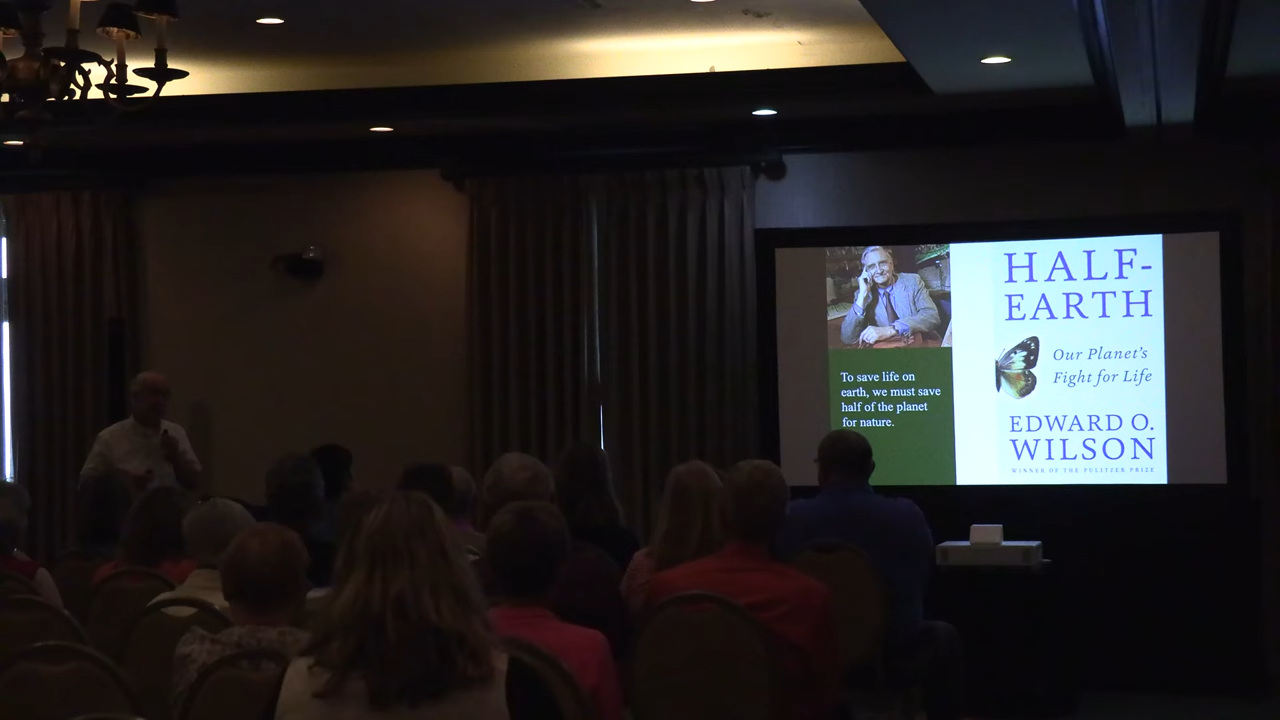 To save life on
earth, we must save
half of the planet
for nature.
HALF-
EARTH
Our Planet's
Fight for Life
EDWARD O.
WILSON
WINNER OF THE PULITZER PRIZE